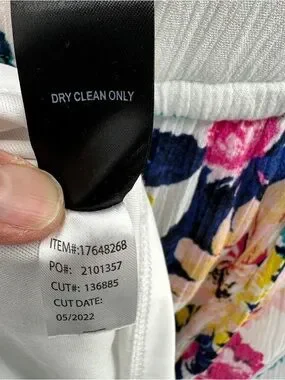 DRY CLEAN ONLY
ITEM#:17648268
PO#: 2101357
CUT#: 136885
CUT DATE:
05/2022